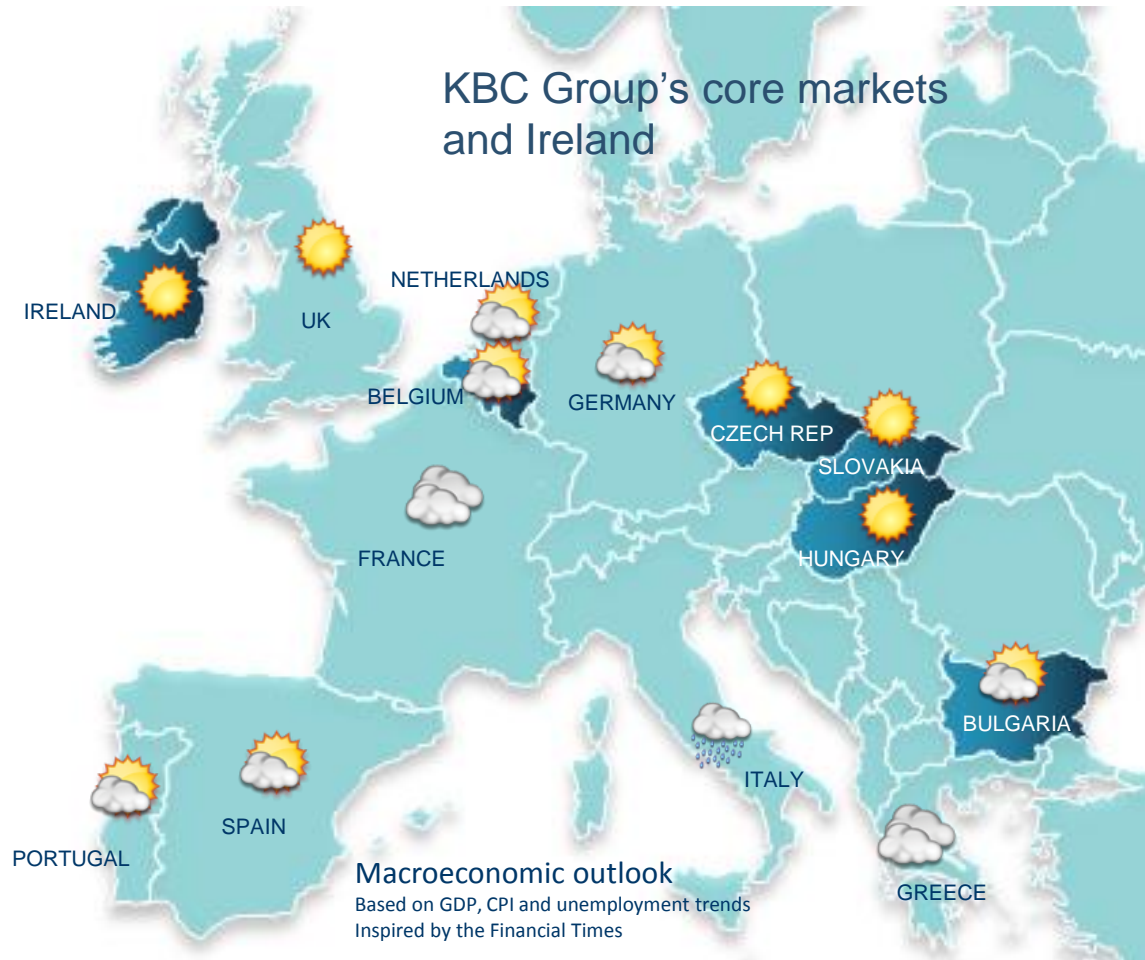 KBC Group's core markets
and Ireland
NETHERLANDS
IRELAND
UK
BELGIUM
GERMANY
CZECH REP
SLOVAKIA
FRANCE
HUNGARY
BULGARIA
ITALY
SPAIN
PORTUGAL
GREECE
Macroeconomic outlook
Based on GDP, CPI and unemployment trends
Inspired by the Financial Times